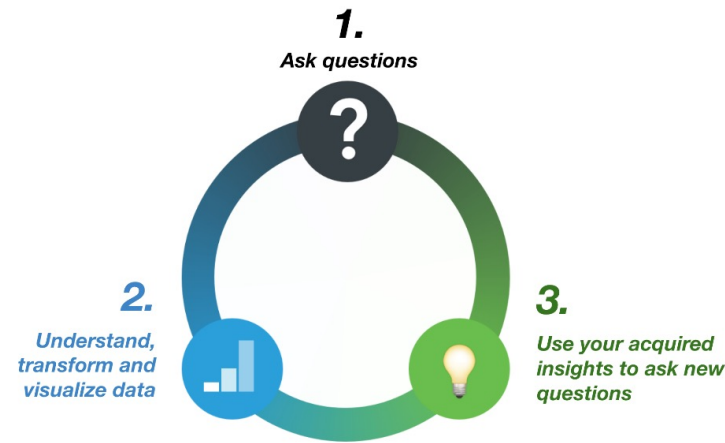 1.
Ask questions
?
2.
Understand,
transform and
visualize data
3.
Use your acquired
insights to ask new
questions